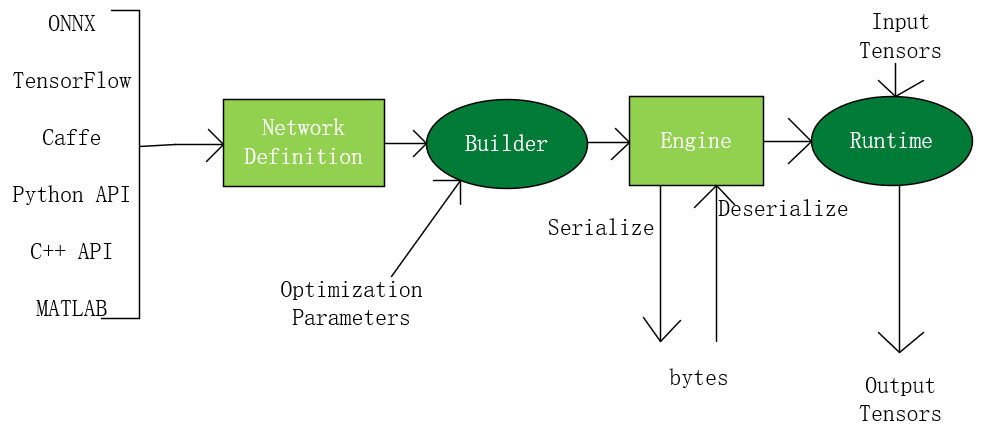 ONNX
TensorFlow
Caffe
Python API
C++ API
MATLAB
Network
Definition
Builder
Optimization
Parameters
Engine
Serialize
Deserialize
bytes
Input
Tensors
Runtime
Output
Tensors